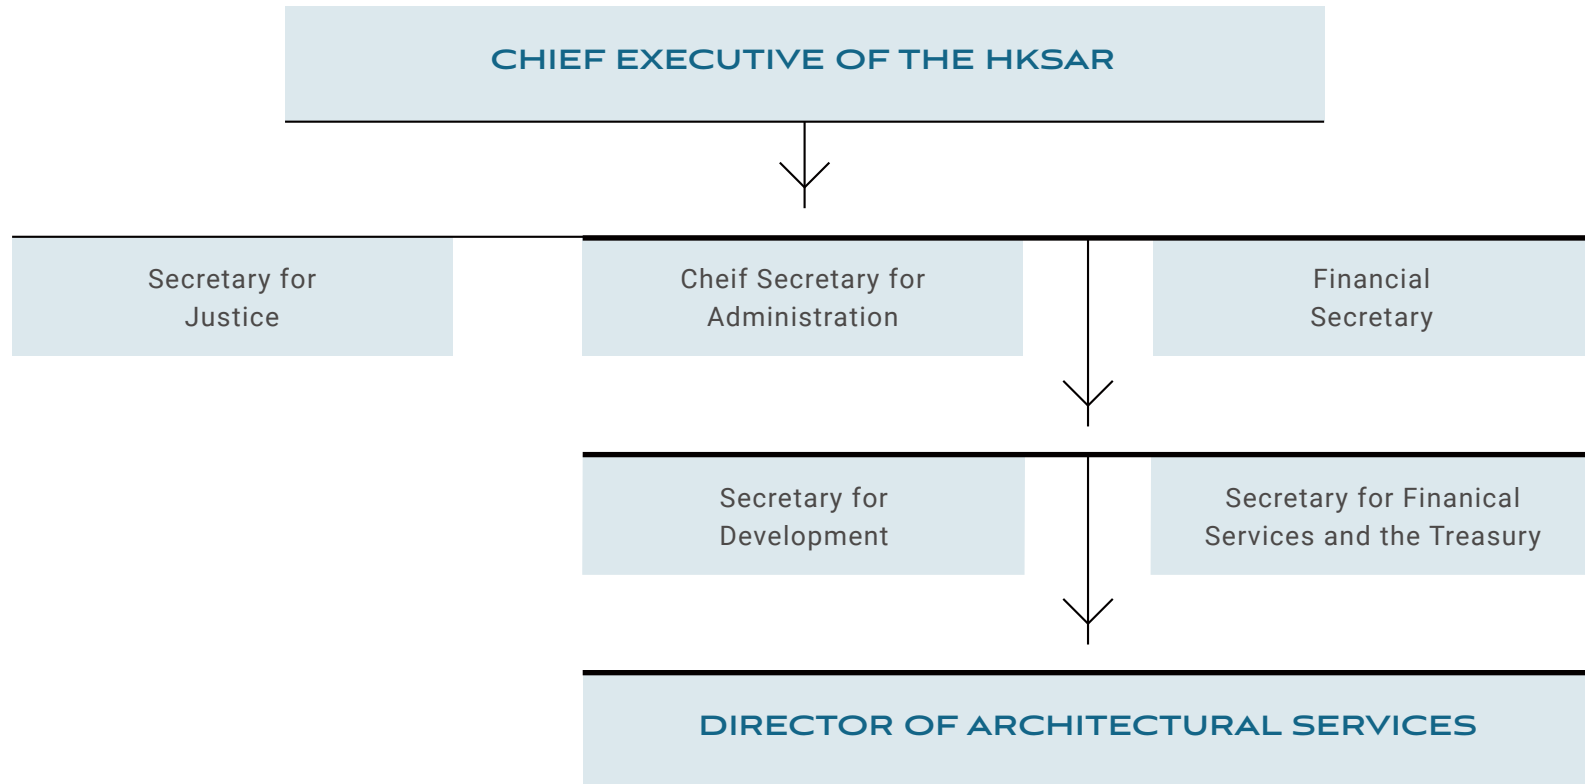 CHIEF EXECUTIVE OF THE HKSAR
Secretary for
Justice
Cheif Secretary for
Administration
Financial
Secretary
Secretary for
Development
Secretary for Finanical
Services and the Treasury
DIRECTOR OF ARCHITECTURAL SERVICES